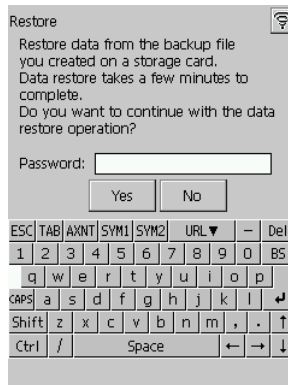 Restore
Restore data from the backup file
you created on a storage card.
Data restore takes a few minutes to
complete.
Do you want to continue with the data
restore operation?
Password:
Yes No
ESC TAB AXNT SYM1 SYM2 URL▼ - Del
1 2 3 4 5 6 7 8 9 0 BS
q w e r t y u i o p
CAPS a s d f g h j k l ↵
Shift z x c v b n m , . ↑
Ctrl / Space ← → ↓